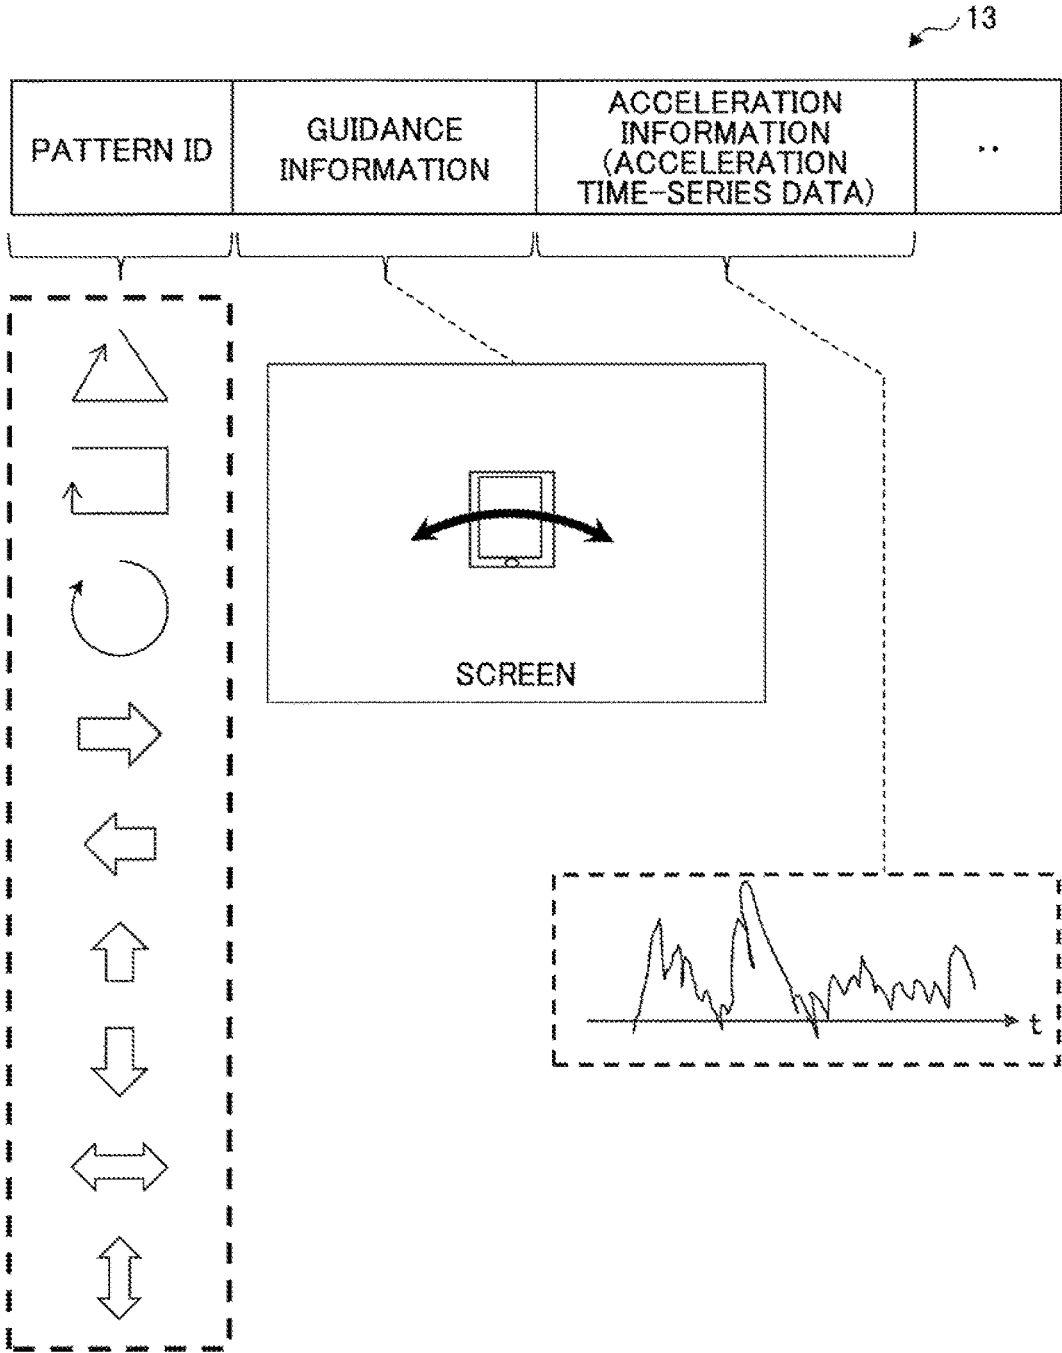 13
PATTERN ID
GUIDANCE
INFORMATION
ACCELERATION
INFORMATION
(ACCELERATION
TIME-SERIES DATA)
..
SCREEN
t